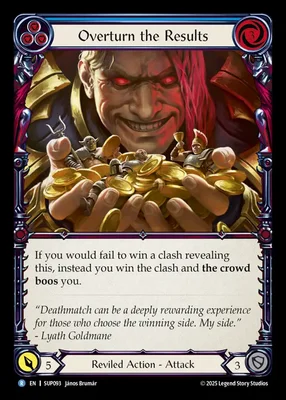 Overturn the Results
If you would fail to win a clash revealing
this, instead you win the clash and the crowd
boos you.
"Deathmatch can be a deeply rewarding experience
for those who choose the winning side. My side."
- Lyath Goldmane
5
Reviled Action - Attack
3
R EN | SUP093 János Brumár
© 2025 Legend Story Studios